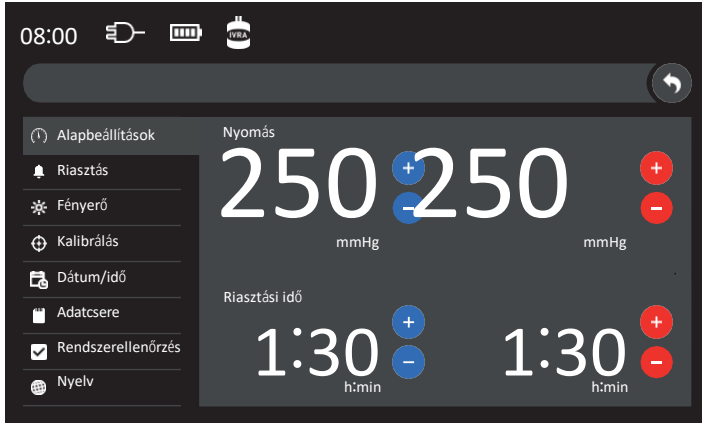 08:00 IVRA
Alapbeállítások
Riasztás
Fényerő
Kalibrálás
Dátum/idő
Adatcsere
Rendszerellenőrzés
Nyelv
Nyomás
250 + 250 +
– –
mmHg mmHg
Riasztási idő
1:30 + 1:30 +
– –
h:min h:min